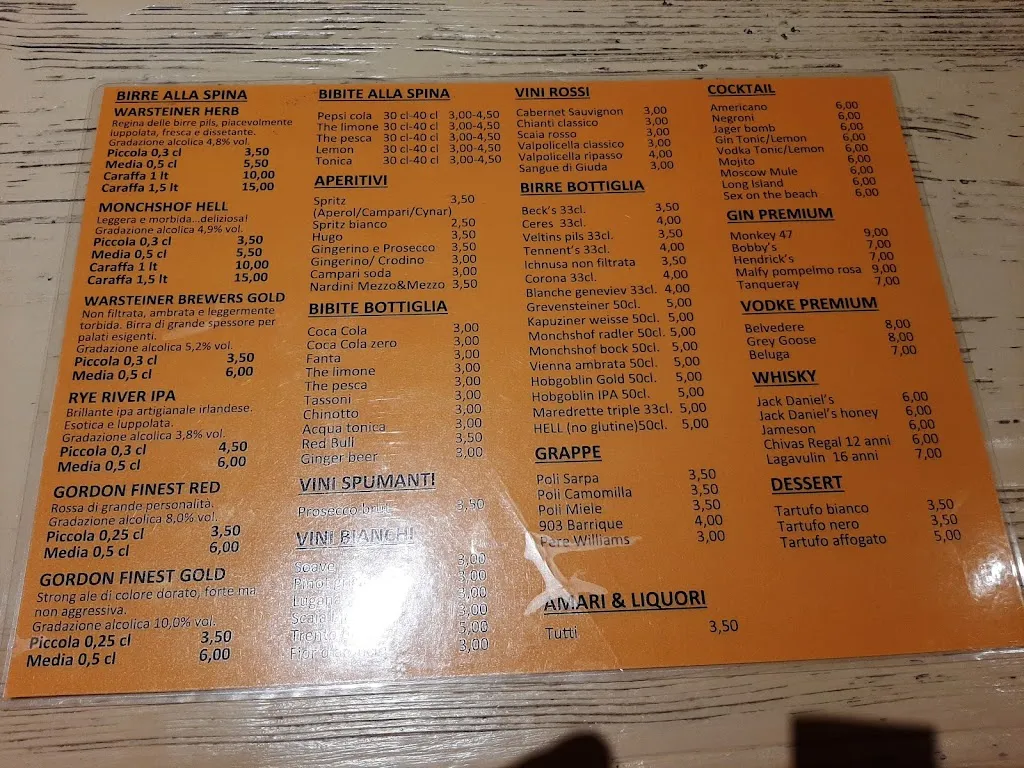 BIRRE ALLA SPINA
WARSTEINER HERB
Regina delle birre pils, piacevolmente
luppolata, fresca e dissetante.
Gradazione alcolica 4,8% vol.
Piccola 0,3 cl 3,50
Media 0,5 cl 5,50
Caraffa 1 lt 10,00
Caraffa 1,5 lt 15,00
MONCHSHOF HELL
Leggera e morbida...deliziosa!
Gradazione alcolica 4,9% vol.
Piccola 0,3 cl 3,50
Media 0,5 cl 5,50
Caraffa 1 lt 10,00
Caraffa 1,5 lt 15,00
WARSTEINER BREWERS GOLD
Non filtrata, ambrata e leggermente
torbida. Birra di grande spessore per
palati esigenti.
Gradazione alcolica 5,2% vol.
Piccola 0,3 cl 3,50
Media 0,5 cl 6,00
RYE RIVER IPA
Brillante ipa artigianale irlandese.
Esotica e luppolata.
Gradazione alcolica 3,8% vol.
Piccola 0,3 cl 4,50
Media 0,5 cl 6,00
GORDON FINEST RED
Rossa di grande personalità.
Gradazione alcolica 8,0% vol.
Piccola 0,25 cl 3,50
Media 0,5 cl 6,00
GORDON FINEST GOLD
Strong ale di colore dorato, forte ma
non aggressiva.
Gradazione alcolica 10,0% vol.
Piccola 0,25 cl 3,50
Media 0,5 cl 6,00
BIBITE ALLA SPINA
Pepsi cola 30 cl-40 cl 3,00-4,50
The limone 30 cl-40 cl 3,00-4,50
The pesca 30 cl-40 cl 3,00-4,50
Lemon 30 cl-40 cl 3,00-4,50
Tonica 30 cl-40 cl 3,00-4,50
APERITIVI
Spritz 3,50
(Aperol/Campari/Cynar)
Spritz bianco 2,50
Hugo 3,50
Gingerino e Prosecco 3,50
Gingerino/ Crodino 3,00
Campari soda 3,00
Nardini Mezzo&Mezzo 3,50
BIBITE BOTTIGLIA
Coca Cola 3,00
Coca Cola zero 3,00
Fanta 3,00
The limone 3,00
The pesca 3,00
Tassoni 3,00
Chinotto 3,00
Acqua tonica 3,00
Red Bull 3,50
Ginger beer 3,00
VINI SPUMANTI
Prosecco brut 3,50
VINI BIANCHI
Soave 3,00
3,00
3,00
3,00
Trento 5,00
3,00
VINI ROSSI
Cabernet Sauvignon 3,00
Chianti classico 3,00
Scaia rosso 3,00
Valpolicella classico 3,00
Valpolicella ripasso 4,00
Sangue di Giuda 3,00
BIRRE BOTTIGLIA
Beck's 33cl. 3,50
Ceres 33cl. 4,00
Veltins pils 33cl. 3,50
Tennent's 33cl. 4,00
Ichnusa non filtrata 3,50
Corona 33cl. 4,00
Blanche geneviev 33cl. 4,00
Grevensteiner 50cl. 5,00
Kapuziner weisse 50cl. 5,00
Monchshof radler 50cl. 5,00
Monchshof bock 50cl. 5,00
Vienna ambrata 50cl. 5,00
Hobgoblin Gold 50cl. 5,00
Hobgoblin IPA 50cl. 5,00
Maredrette triple 33cl. 5,00
HELL (no glutine)50cl. 5,00
GRAPPE
Poli Sarpa 3,50
Poli Camomilla 3,50
Poli Miele 3,50
903 Barrique 4,00
Pere Williams 3,00
AMARI & LIQUORI
Tutti 3,50
COCKTAIL
Americano 6,00
Negroni 6,00
Jager bomb 6,00
Gin Tonic/Lemon 6,00
Vodka Tonic/Lemon 6,00
Mojito 6,00
Moscow Mule 6,00
Long Island 6,00
Sex on the beach 6,00
GIN PREMIUM
Monkey 47 9,00
Bobby's 7,00
Hendrick's 7,00
Malfy pompelmo rosa 9,00
Tanqueray 7,00
VODKE PREMIUM
Belvedere 8,00
Grey Goose 8,00
Beluga 7,00
WHISKY
Jack Daniel's 6,00
Jack Daniel's honey 6,00
Jameson 6,00
Chivas Regal 12 anni 6,00
Lagavulin 16 anni 7,00
DESSERT
Tartufo bianco 3,50
Tartufo nero 3,50
Tartufo affogato 5,00